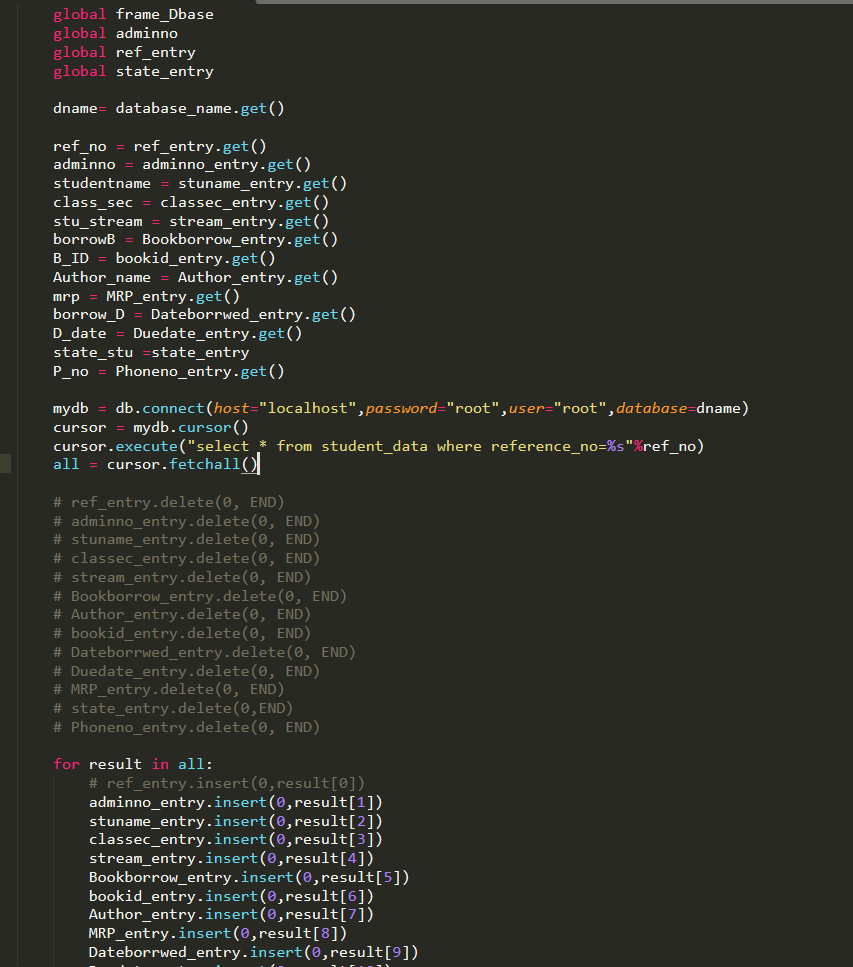 global frame_Dbase
global adminno
global ref_entry
global state_entry
dname= database_name.get()
ref_no = ref_entry.get()
adminno = adminno_entry.get()
studentname = stuname_entry.get()
class_sec = classec_entry.get()
stu_stream = stream_entry.get()
borrowB = Bookborrow_entry.get()
B_ID = bookid_entry.get()
Author_name = Author_entry.get()
mrp = MRP_entry.get()
borrow_D = Dateborrwed_entry.get()
D_date = Duedate_entry.get()
state_stu =state_entry
P_no = Phoneno_entry.get()
mydb = db.connect(host="localhost",password="root",user="root",database=dname)
cursor = mydb.cursor()
cursor.execute("select * from student_data where reference_no=%s"%ref_no)
all = cursor.fetchall()
# ref_entry.delete(0, END)
# adminno_entry.delete(0, END)
# stuname_entry.delete(0, END)
# classec_entry.delete(0, END)
# stream_entry.delete(0, END)
# Bookborrow_entry.delete(0, END)
# Author_entry.delete(0, END)
# bookid_entry.delete(0, END)
# Dateborrwed_entry.delete(0, END)
# Duedate_entry.delete(0, END)
# MRP_entry.delete(0, END)
# state_entry.delete(0,END)
# Phoneno_entry.delete(0, END)
for result in all:
# ref_entry.insert(0,result[0])
adminno_entry.insert(0,result[1])
stuname_entry.insert(0,result[2])
classec_entry.insert(0,result[3])
stream_entry.insert(0,result[4])
Bookborrow_entry.insert(0,result[5])
bookid_entry.insert(0,result[6])
Author_entry.insert(0,result[7])
MRP_entry.insert(0,result[8])
Dateborrwed_entry.insert(0,result[9])